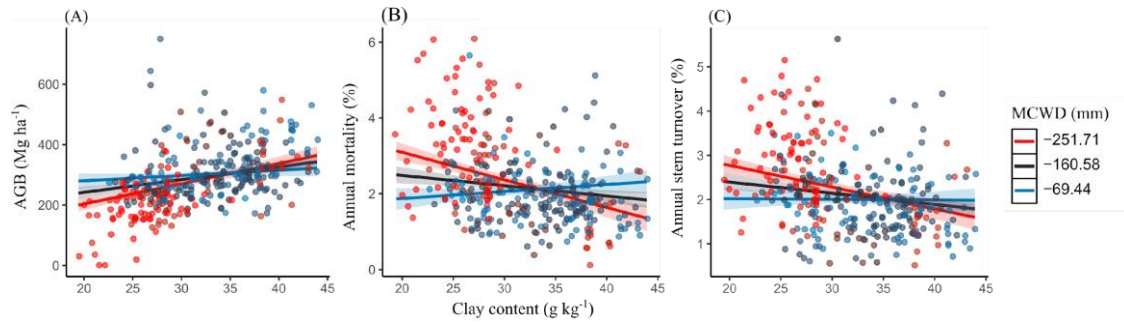 (A)
(B)
(C)
AGB (Mg ha⁻¹)
600
400
200
0
20 25 30 35 40 45
Annual mortality (%)
6
4
2
0
20 25 30 35 40 45
Annual stem turnover (%)
5
4
3
2
1
20 25 30 35 40 45
Clay content (g kg⁻¹)
MCWD (mm)
−251.71
−160.58
−69.44